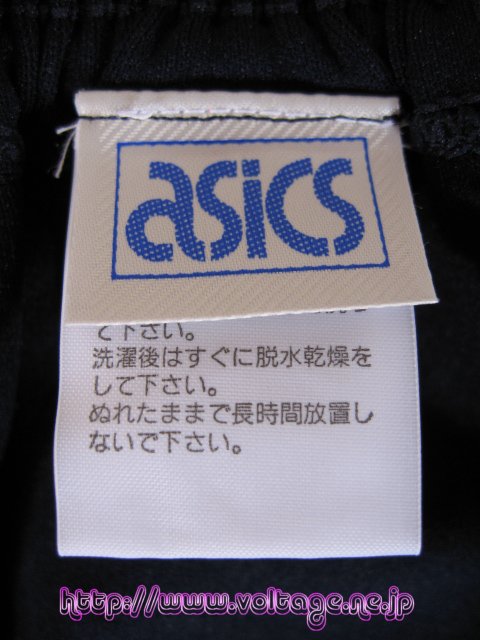 asics
て下さい。
洗濯後はすぐに脱水乾燥を
して下さい。
ぬれたままで長時間放置し
ないで下さい。
http://www.voltage.ne.jp